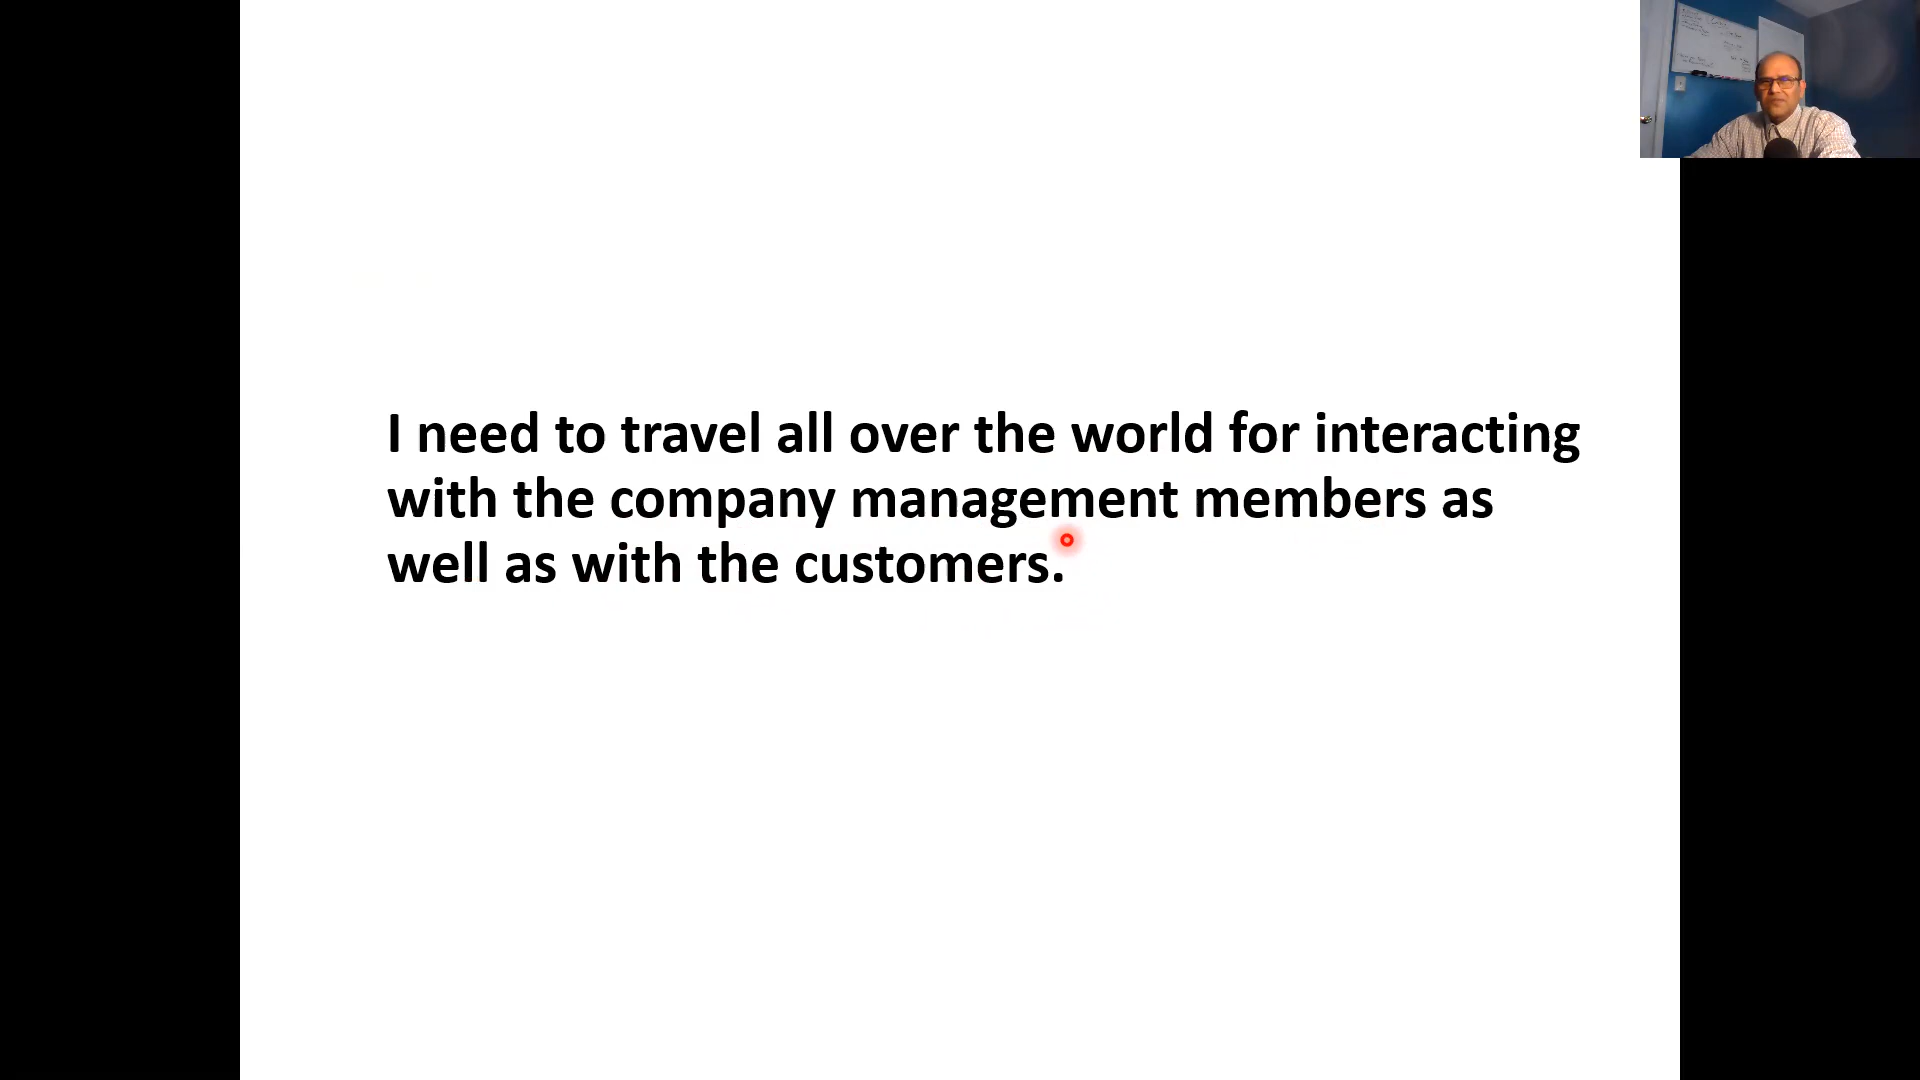 I need to travel all over the world for interacting
with the company management members as
well as with the customers.